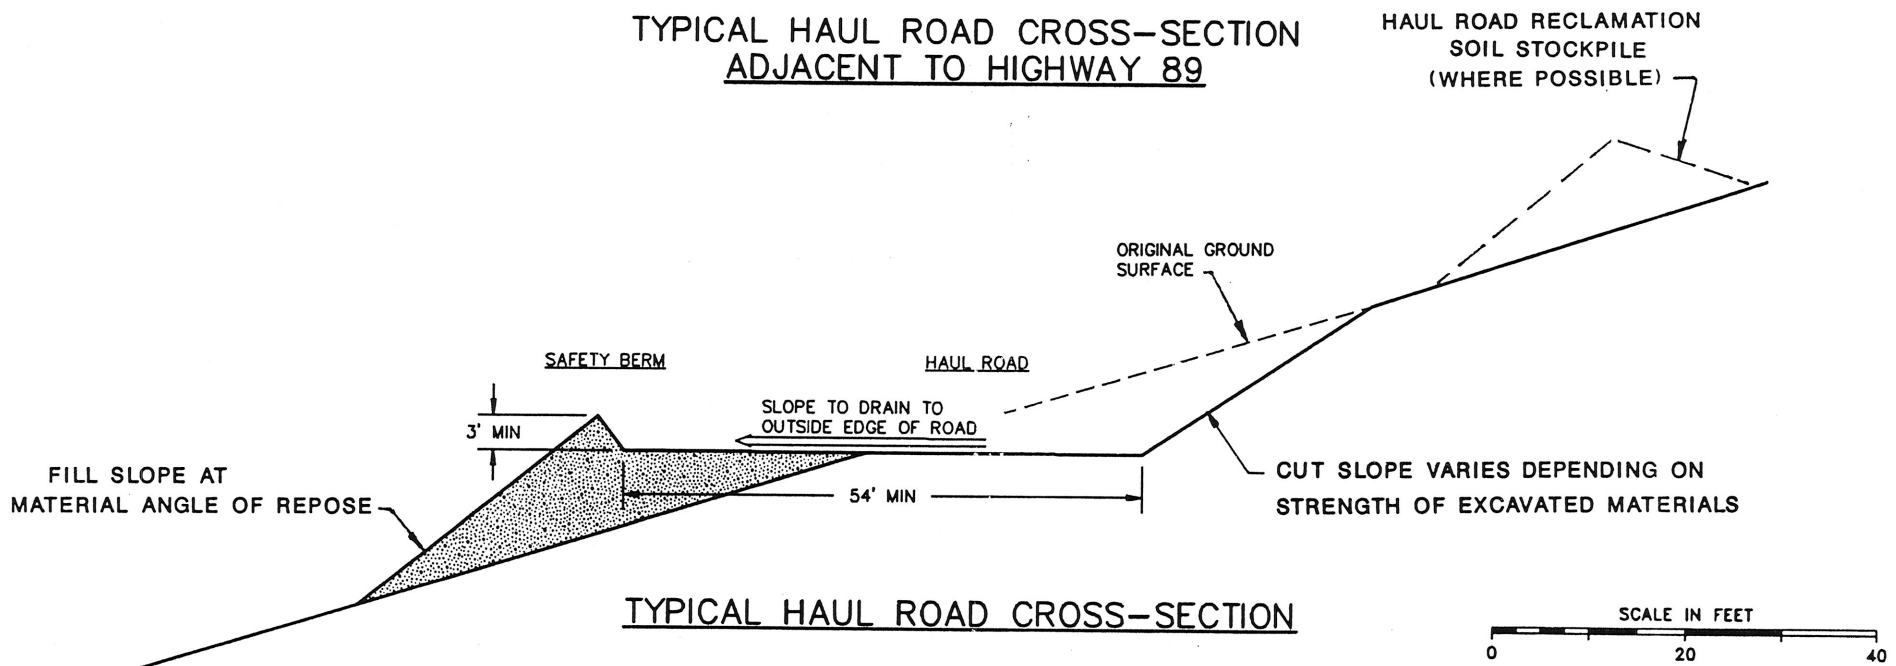 TYPICAL HAUL ROAD CROSS-SECTION
ADJACENT TO HIGHWAY 89
HAUL ROAD RECLAMATION
SOIL STOCKPILE
(WHERE POSSIBLE)
ORIGINAL GROUND
SURFACE
SAFETY BERM
HAUL ROAD
SLOPE TO DRAIN TO
OUTSIDE EDGE OF ROAD
3' MIN
FILL SLOPE AT
MATERIAL ANGLE OF REPOSE
54' MIN
CUT SLOPE VARIES DEPENDING ON
STRENGTH OF EXCAVATED MATERIALS
TYPICAL HAUL ROAD CROSS-SECTION
SCALE IN FEET
0 20 40